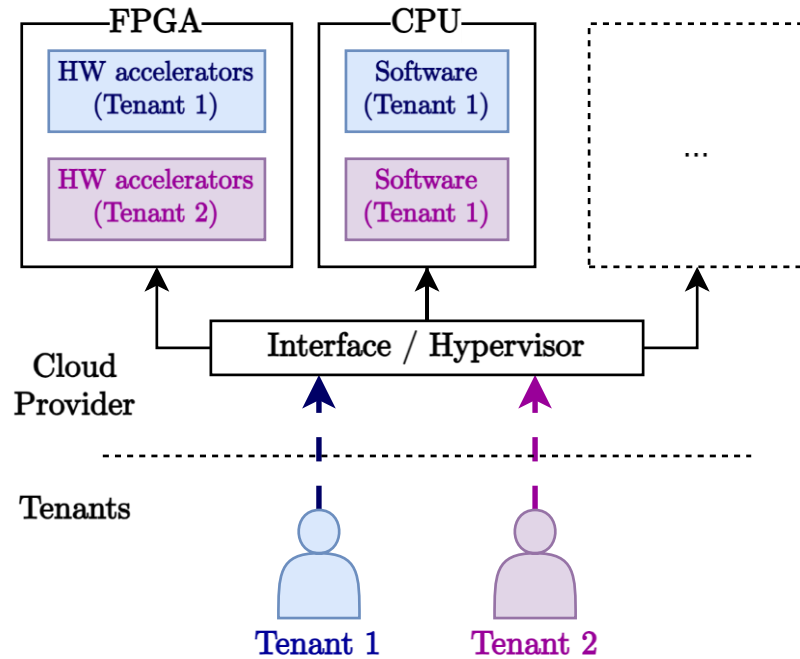 FPGA
HW accelerators
(Tenant 1)
HW accelerators
(Tenant 2)
CPU
Software
(Tenant 1)
Software
(Tenant 1)
...
Interface / Hypervisor
Cloud
Provider
Tenants
Tenant 1
Tenant 2